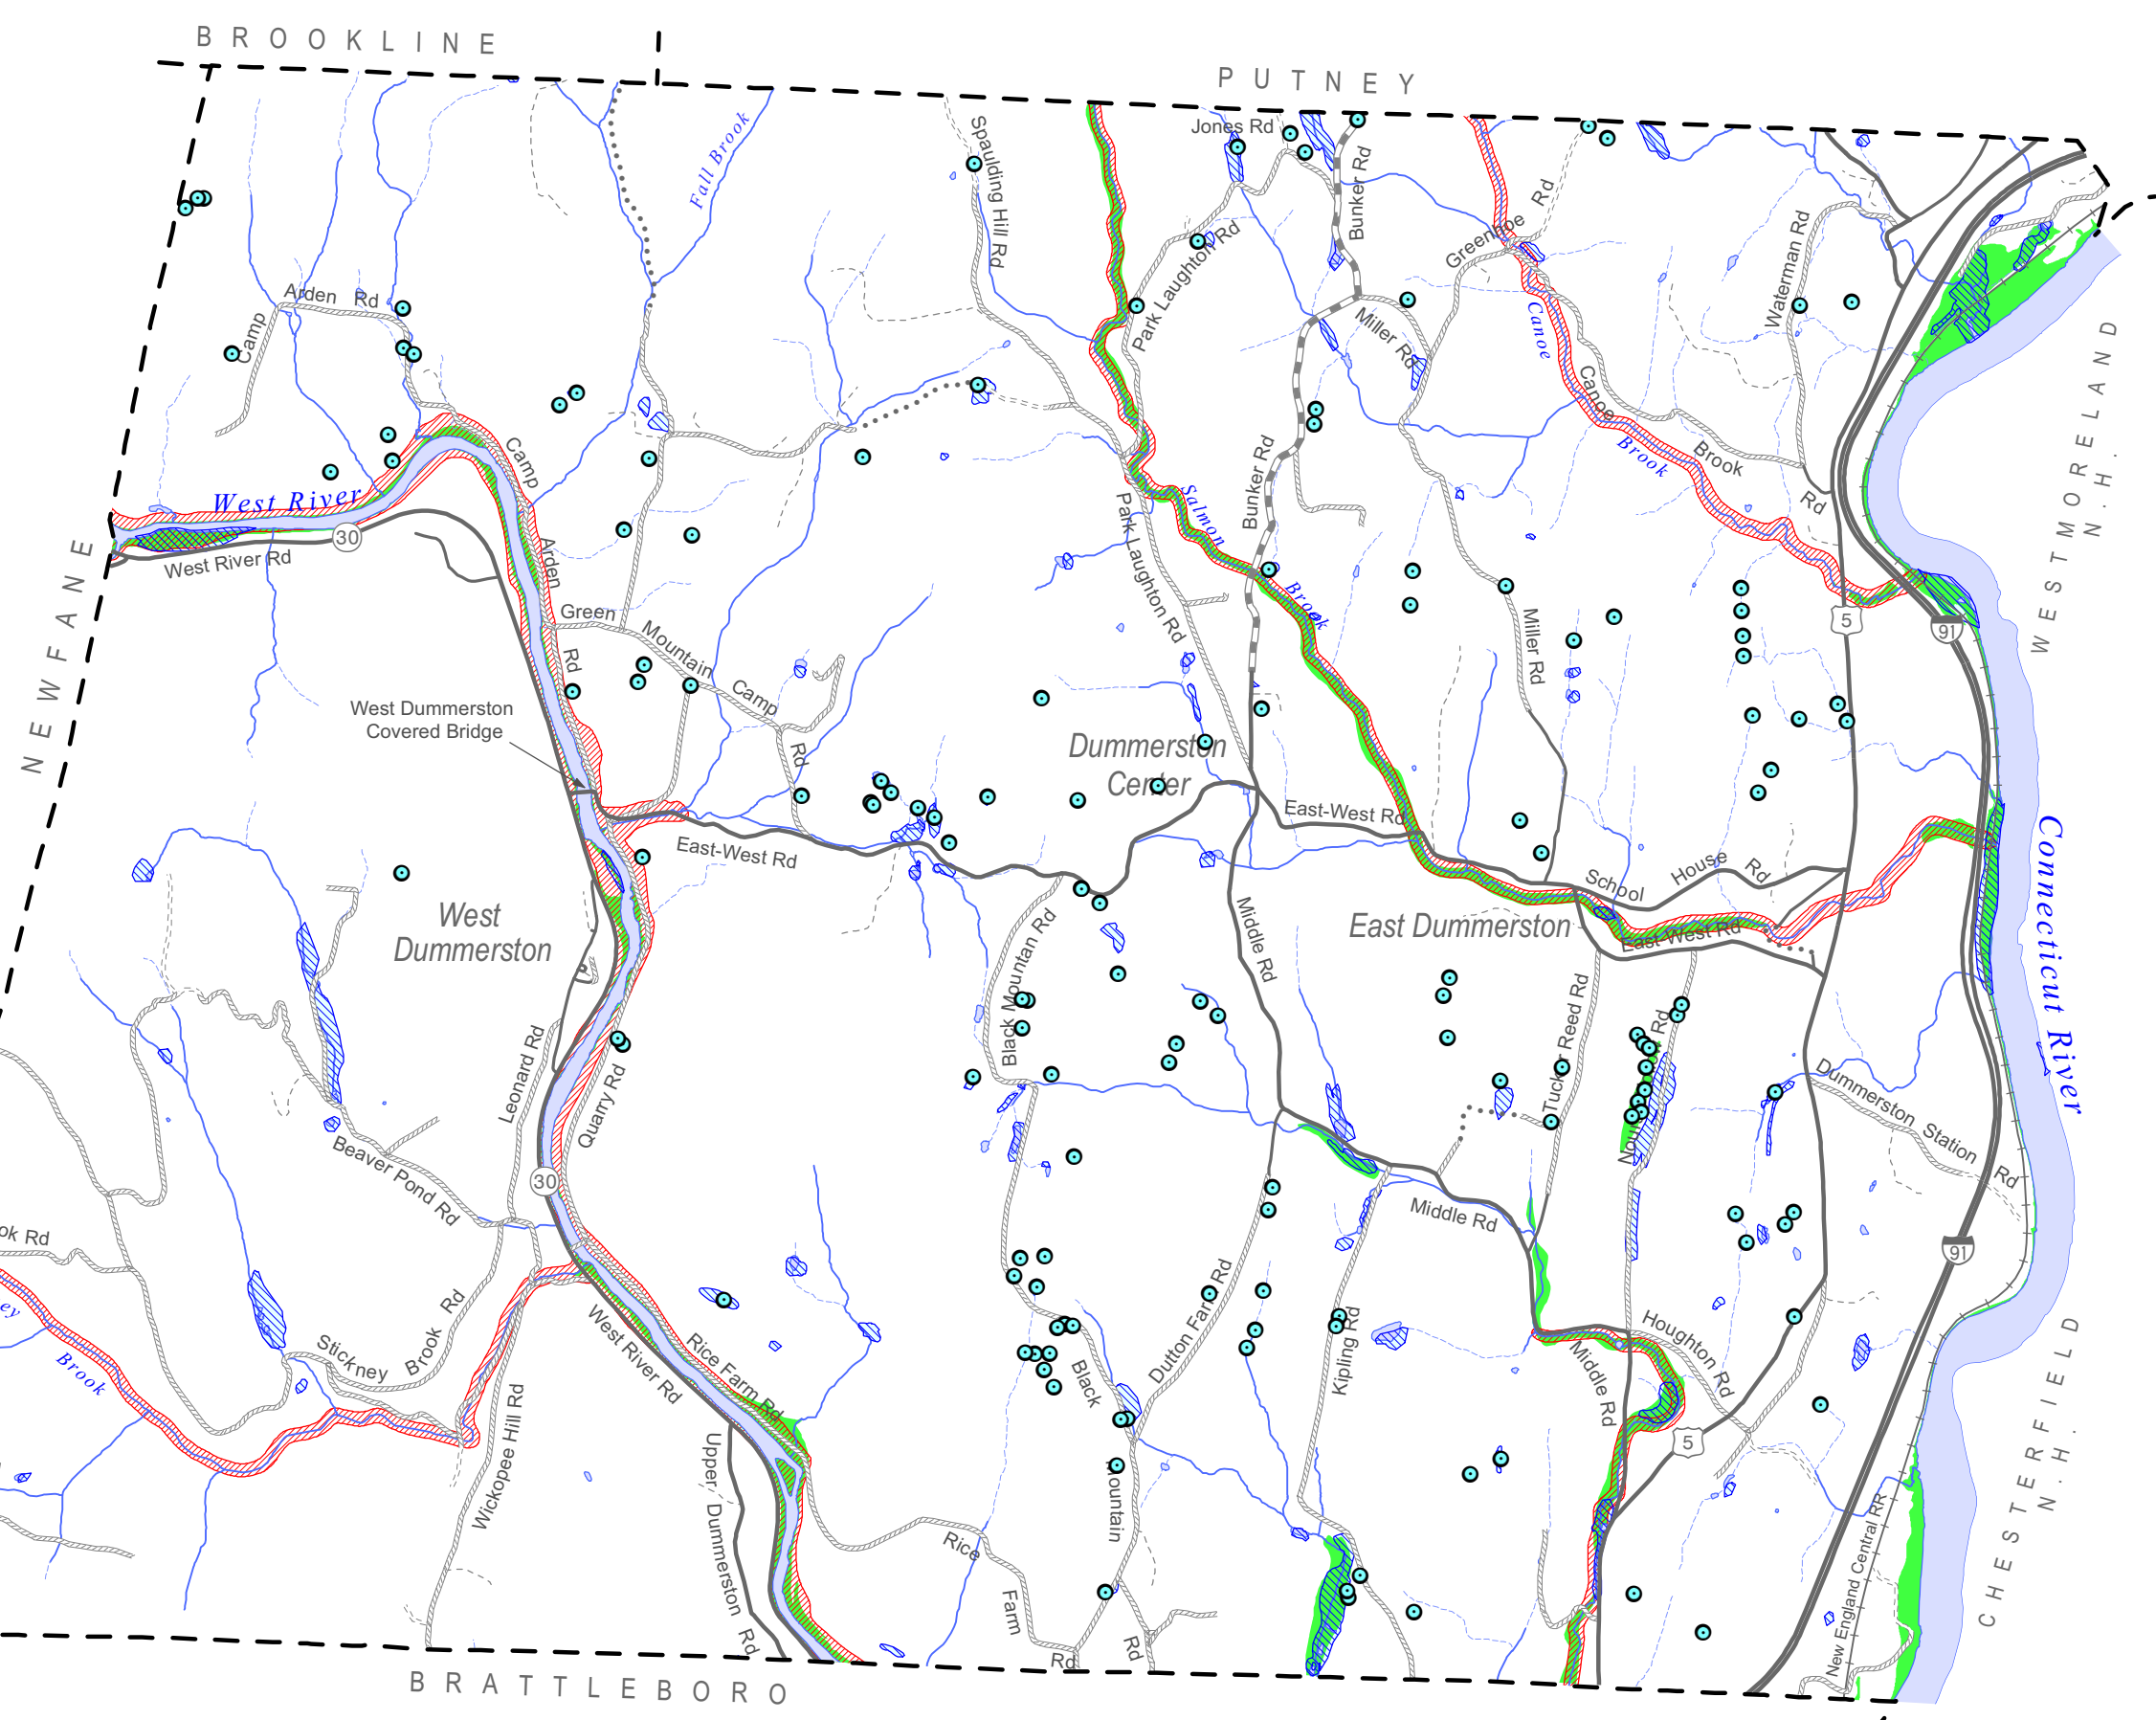 BROOKLINE
PUTNEY
Jones Rd
Spaulding Hill Rd
Fall Brook
Bunker Rd
Greenhoe Rd
Park Laughton Rd
Waterman Rd
Arden Rd
Camp
Miller Rd
Canoe
Canoe
WESTMORELAND
N.H.
Camp
Brook
Brook
Rd
West River
30
West River Rd
Bunker Rd
Salmon
Brook
Park Laughton Rd
Arden
Rd
NEWFANE
Green
Mountain
Camp
Rd
Miller Rd
5
91
West Dummerston
Covered Bridge
Dummerston
Center
East-West Rd
East-West Rd
Connecticut River
School
House
Rd
West
Dummerston
East Dummerston
East-West Rd
Middle Rd
Black Mountain Rd
Leonard Rd
Quarry Rd
Tucker Reed Rd
Rd
Dummerston Station Rd
Beaver Pond Rd
30
Middle Rd
ok Rd
91
ey
Brook
Stickney
Brook
Rd
West River Rd
Rice Farm Rd
Black
Mountain
Rd
Dutton Farm Rd
Kipling Rd
Houghton Rd
Middle Rd
5
Wickopee Hill Rd
Upper Dummerston Rd
Rice
Farm
Rd
New England Central RR
CHESTERFIELD
N.H.
BRATTLEBORO